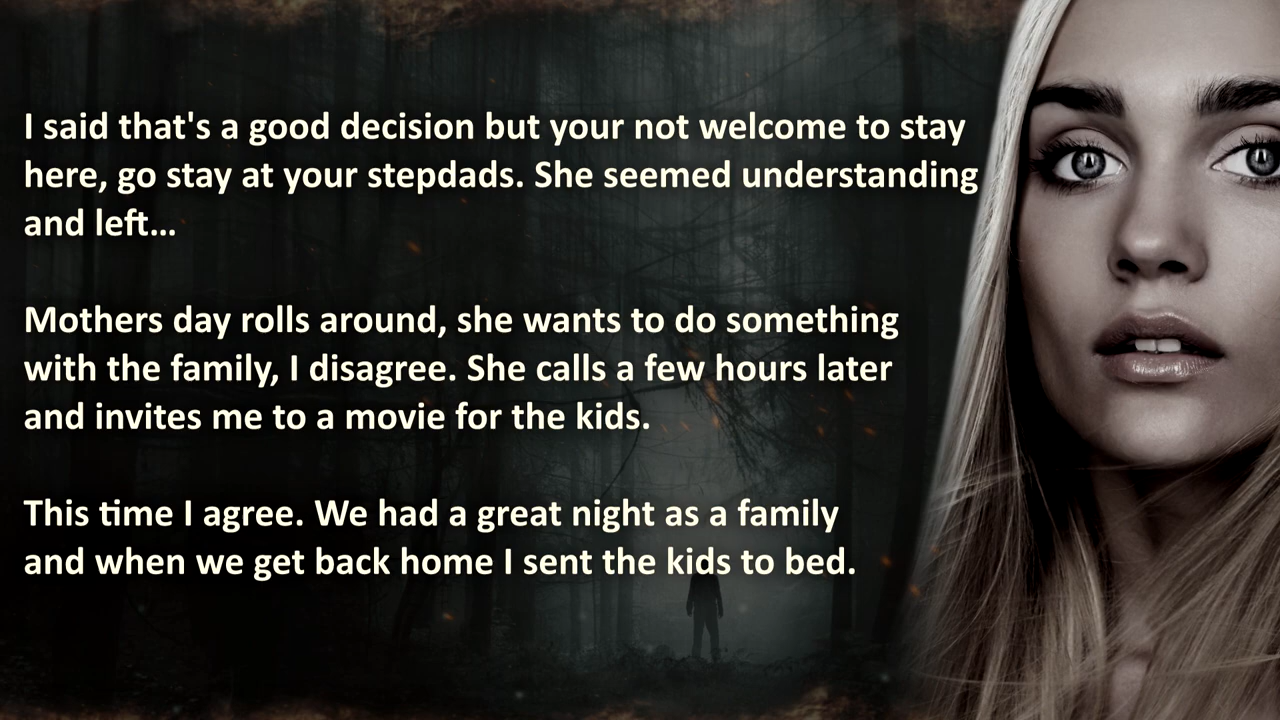 I said that's a good decision but your not welcome to stay
here, go stay at your stepdads. She seemed understanding
and left...
Mothers day rolls around, she wants to do something
with the family, I disagree. She calls a few hours later
and invites me to a movie for the kids.
This time I agree. We had a great night as a family
and when we get back home I sent the kids to bed.